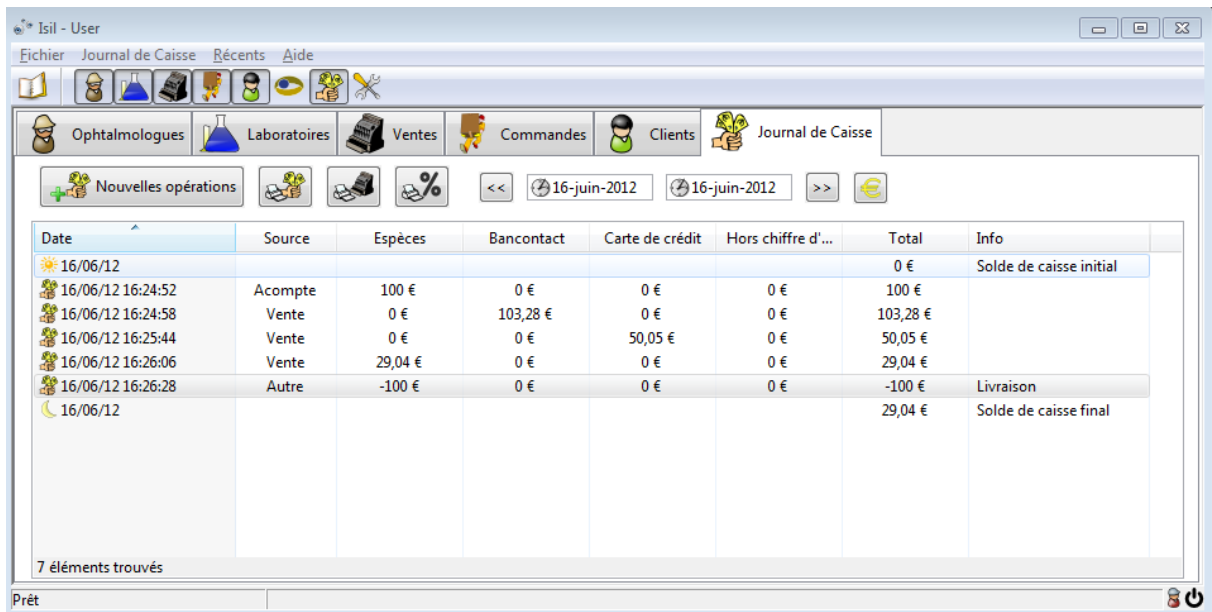 Isil - User
Fichier Journal de Caisse Récents Aide
Ophtalmologues Laboratoires Ventes Commandes Clients Journal de Caisse
Nouvelles opérations % << 16-juin-2012 16-juin-2012 >> €
Date Source Espèces Bancontact Carte de crédit Hors chiffre d'... Total Info
16/06/12 0 € Solde de caisse initial
16/06/12 16:24:52 Acompte 100 € 0 € 0 € 0 € 100 €
16/06/12 16:24:58 Vente 0 € 103,28 € 0 € 0 € 103,28 €
16/06/12 16:25:44 Vente 0 € 0 € 50,05 € 0 € 50,05 €
16/06/12 16:26:06 Vente 29,04 € 0 € 0 € 0 € 29,04 €
16/06/12 16:26:28 Autre -100 € 0 € 0 € 0 € -100 € Livraison
16/06/12 29,04 € Solde de caisse final
7 éléments trouvés
Prêt